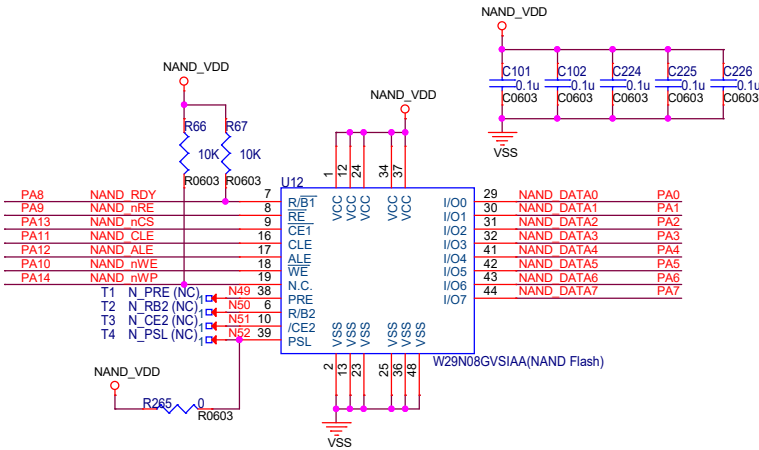 NAND_VDD
C101
0.1u
C0603
C102
0.1u
C0603
C224
0.1u
C0603
C225
0.1u
C0603
C226
0.1u
C0603
VSS
NAND_VDD
R66
10K
R0603
R67
10K
R0603
NAND_VDD
U12
1
12
24
34
37
VCC
VCC
VCC
VCC
VCC
PA8 NAND_RDY 7 R/B1
PA9 NAND_nRE 8 RE
PA13 NAND_nCS 9 CE1
PA11 NAND_CLE 16 CLE
PA12 NAND_ALE 17 ALE
PA10 NAND_nWE 18 WE
PA14 NAND_nWP 19 N.C.
T1 N_PRE (NC) 1 N49 38 PRE
T2 N_RB2 (NC) 1 N50 6 R/B2
T3 N_CE2 (NC) 1 N51 10 /CE2
T4 N_PSL (NC) 1 N52 39 PSL
I/O0 29 NAND_DATA0 PA0
I/O1 30 NAND_DATA1 PA1
I/O2 31 NAND_DATA2 PA2
I/O3 32 NAND_DATA3 PA3
I/O4 41 NAND_DATA4 PA4
I/O5 42 NAND_DATA5 PA5
I/O6 43 NAND_DATA6 PA6
I/O7 44 NAND_DATA7 PA7
VSS
VSS
VSS
VSS
VSS
VSS
2
13
23
25
36
48
W29N08GVSIAA(NAND Flash)
NAND_VDD
R265
0
R0603
VSS